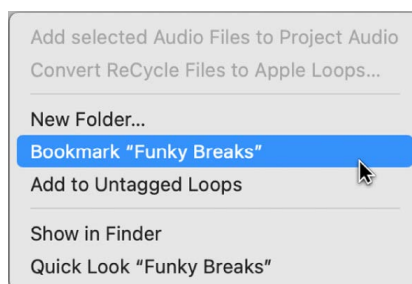 Add selected Audio Files to Project Audio
Convert ReCycle Files to Apple Loops...
New Folder...
Bookmark “Funky Breaks”
Add to Untagged Loops
Show in Finder
Quick Look “Funky Breaks”